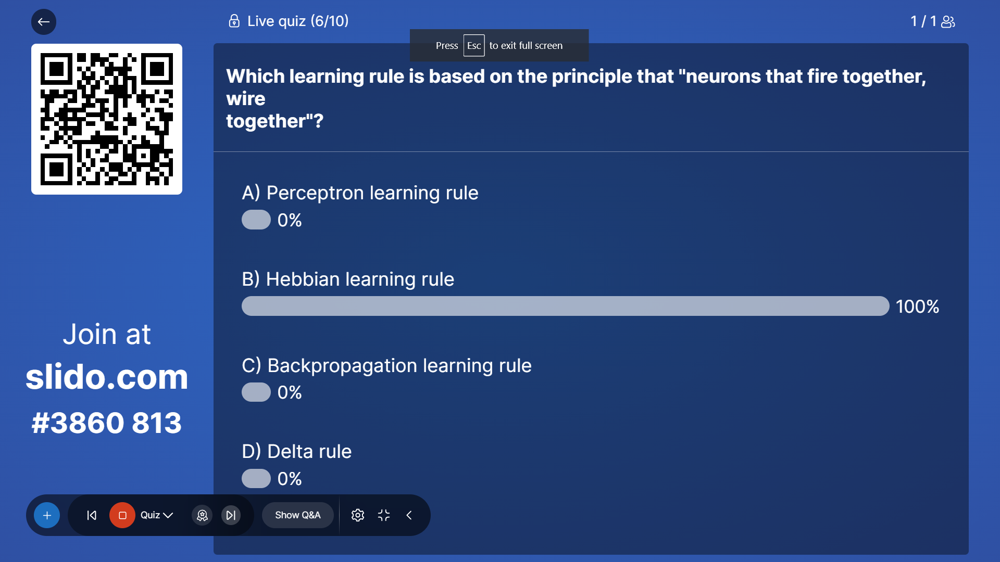 Live quiz (6/10)
1 / 1
Press Esc to exit full screen
Which learning rule is based on the principle that "neurons that fire together,
wire
together"?
A) Perceptron learning rule
0%
B) Hebbian learning rule
100%
C) Backpropagation learning rule
0%
D) Delta rule
0%
Join at
slido.com
#3860 813
Quiz
Show Q&A